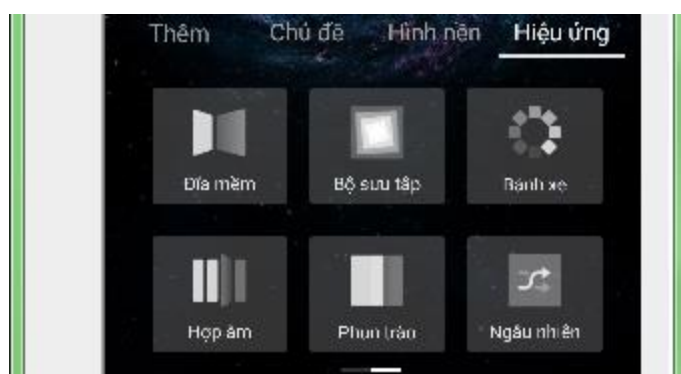 Thêm Chủ đề Hình nền Hiệu ứng
Đĩa mềm Bộ sưu tập Bánh xe
Hợp âm Phun trào Ngẫu nhiên